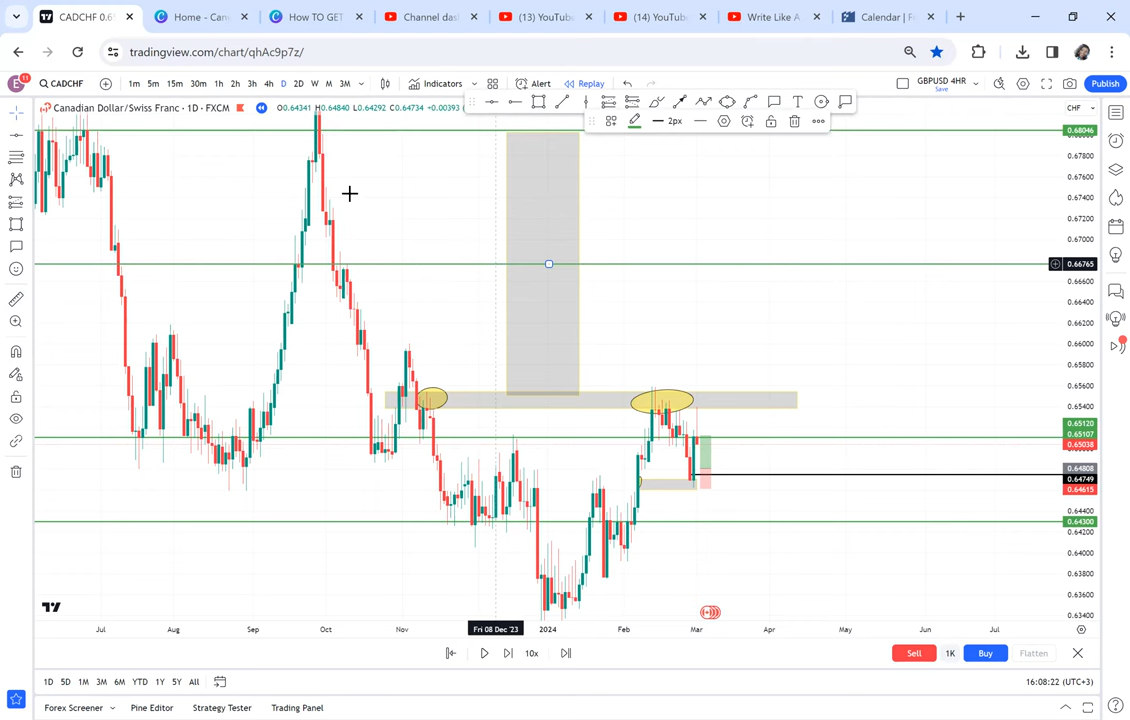 CADCHF 0.6
Home - Can
How TO GET
Channel das
(13) YouTub
(14) YouTub
Write Like A
Calendar | F
tradingview.com/chart/qhAc9p7z/
E
11
CADCHF
1m 5m 15m 30m 1h 2h 3h 4h D 2D W M 3M
Indicators
Alert
Replay
GBPUSD 4HR
Save
Publish
Canadian Dollar/Swiss Franc · 1D · FXCM
O0.64341 H0.64840 L0.64292 C0.64734 +0.00393
CHF
2px
0.68046
0.67800
0.67600
0.67400
0.67200
0.67000
0.66765
0.66600
0.66400
0.66200
0.66000
0.65800
0.65600
0.65400
0.65120
0.65107
0.65038
0.64808
0.64749
0.64615
0.64400
0.64300
0.64200
0.64000
0.63800
0.63600
0.63400
Jul Aug Sep Oct Nov Fri 08 Dec '23 2024 Feb Mar Apr May Jun Jul
10x
Sell 1K Buy Flatten
1D 5D 1M 3M 6M YTD 1Y 5Y All
16:08:22 (UTC+3)
Forex Screener Pine Editor Strategy Tester Trading Panel